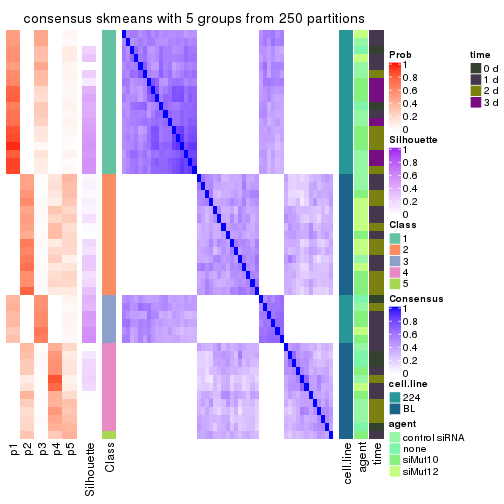 consensus skmeans with 5 groups from 250 partitions
Prob
1
0.8
0.6
0.4
0.2
0
time
0 d
1 d
2 d
3 d
Silhouette
1
0.8
0.6
0.4
0.2
0
Class
1
2
3
4
5
Consensus
1
0.8
0.6
0.4
0.2
0
cell.line
224
BL
agent
control siRNA
none
siMut10
siMut12
p1
p2
p3
p4
p5
Silhouette
Class
cell.line
agent
time